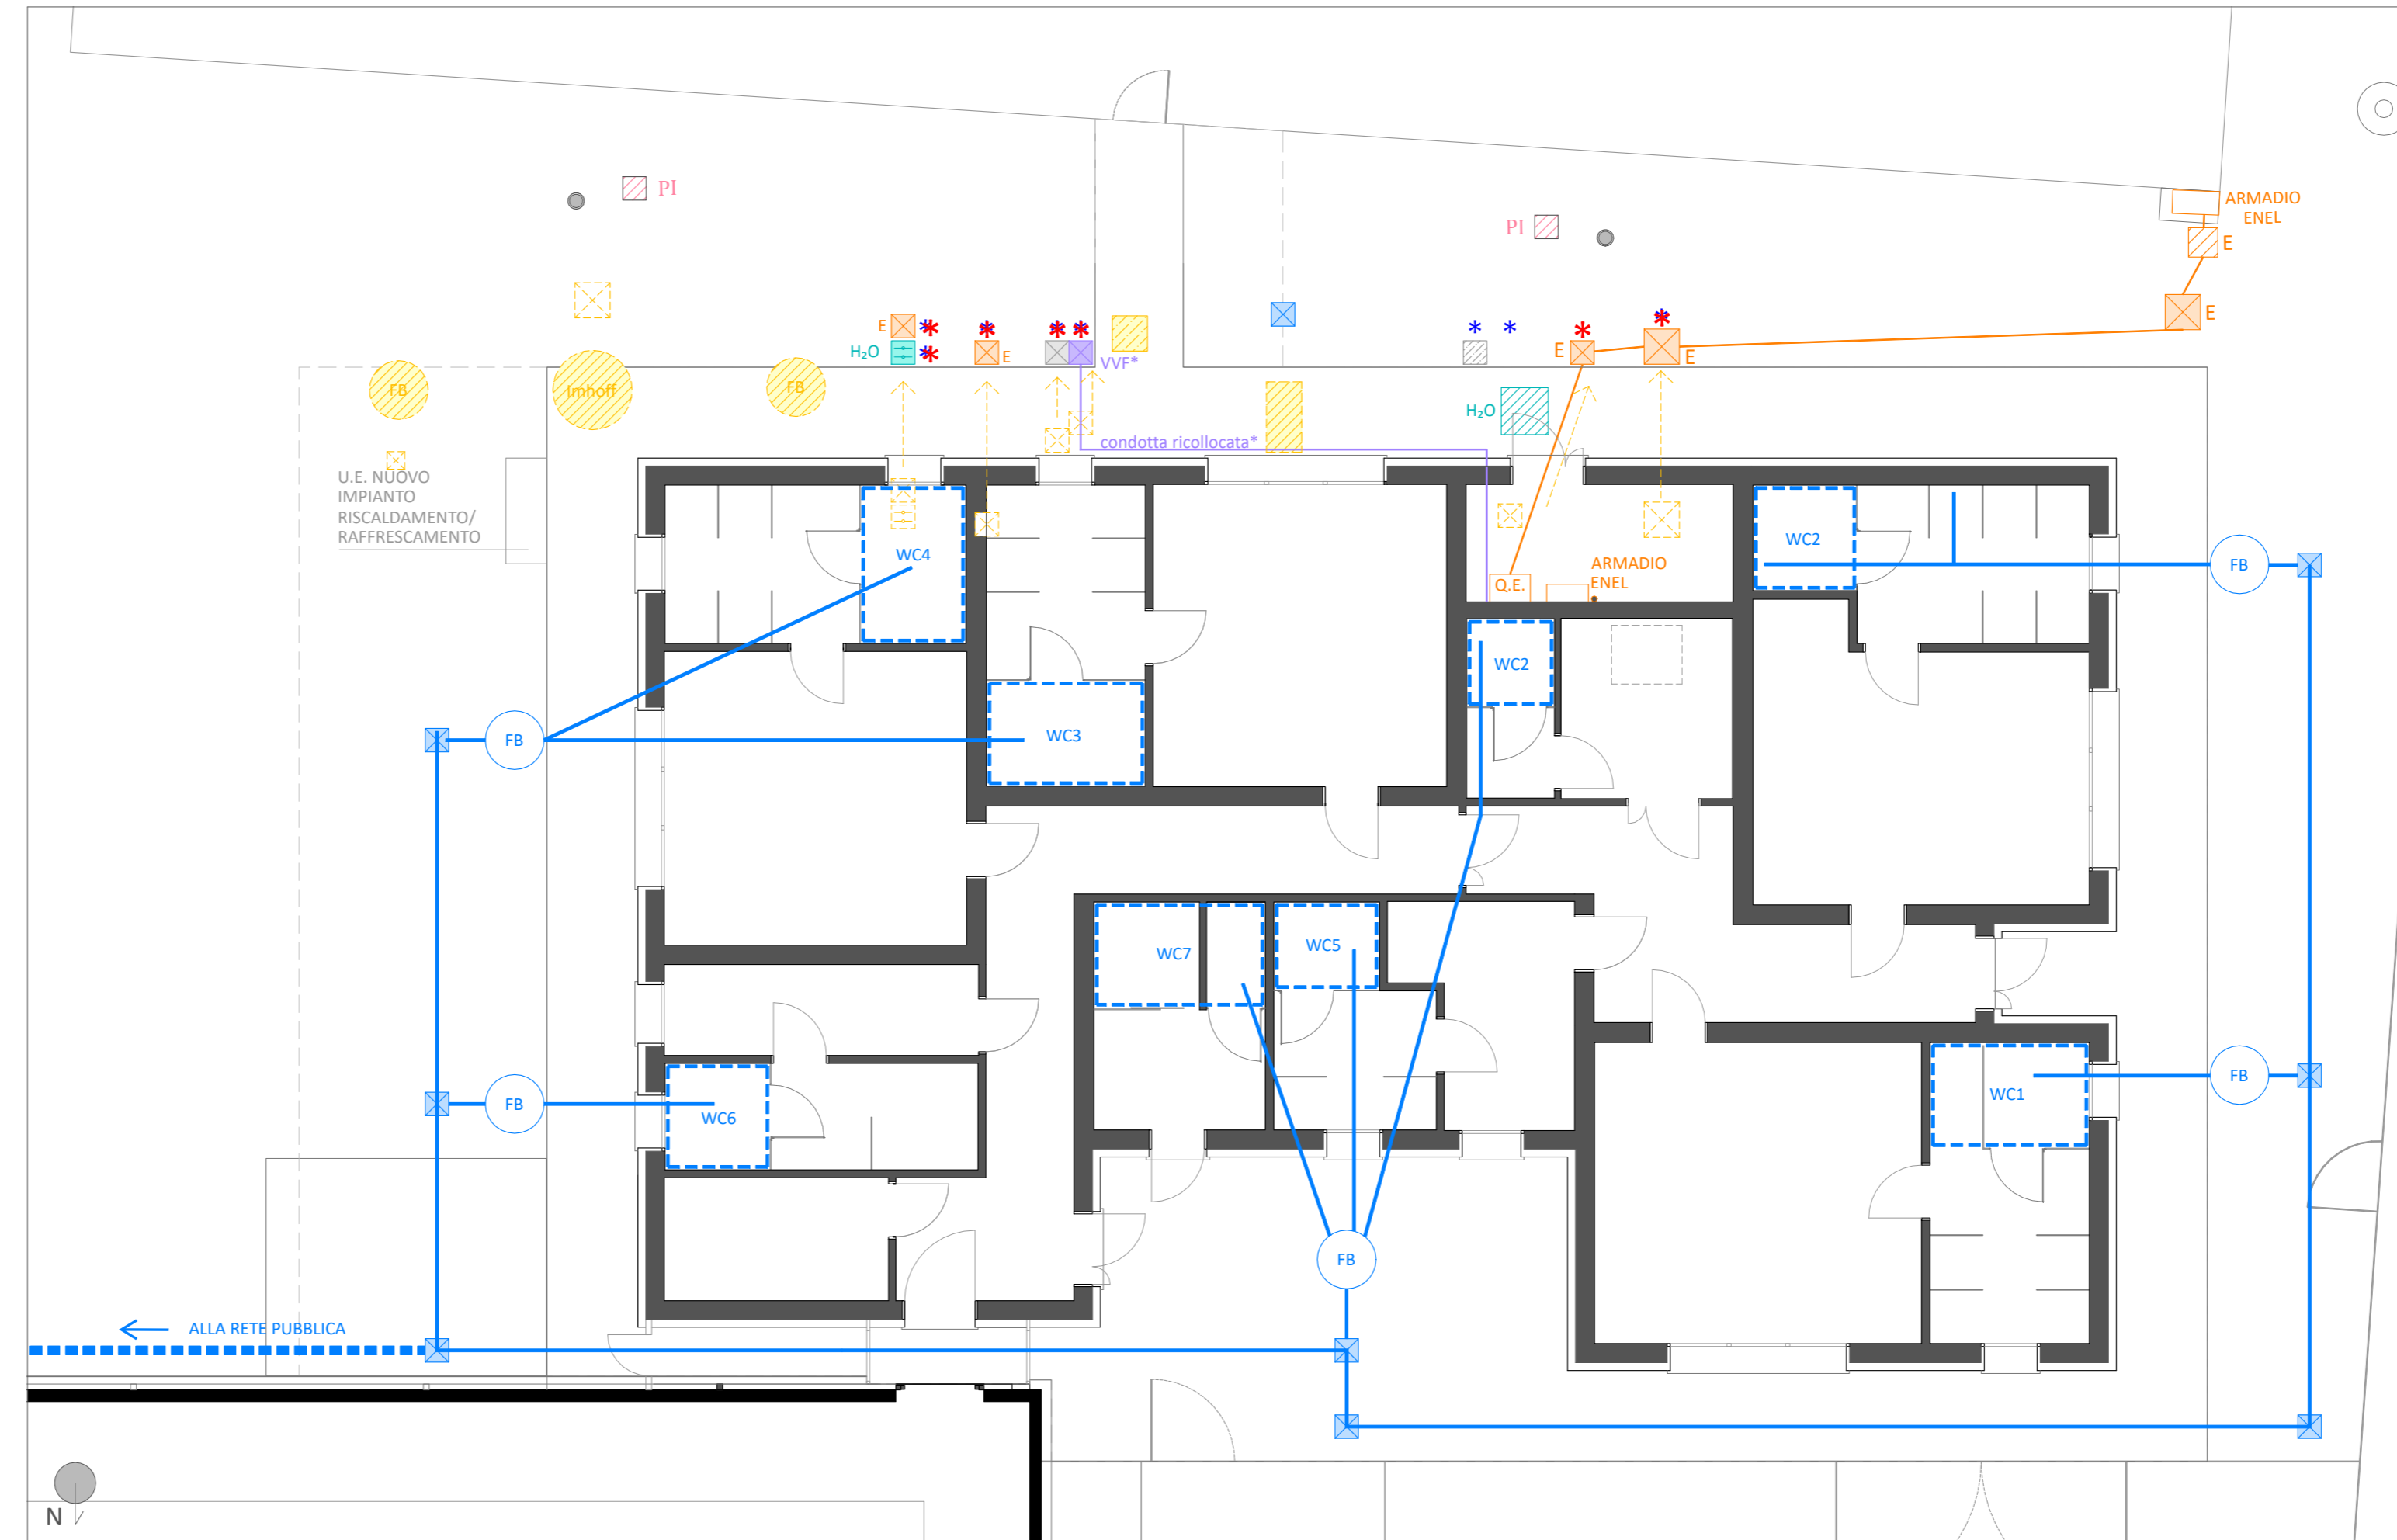 PI
ARMADIO
ENEL
PI
E
E
E
H₂O
E
VVF*
E
E
FB
Imhoff
FB
H₂O
condotta ricollocata*
U.E. NUOVO
IMPIANTO
RISCALDAMENTO/
RAFFRESCAMENTO
WC4
WC2
FB
ARMADIO
ENEL
Q.E.
WC2
FB
WC3
WC7
WC5
FB
WC6
WC1
FB
FB
ALLA RETE PUBBLICA
N